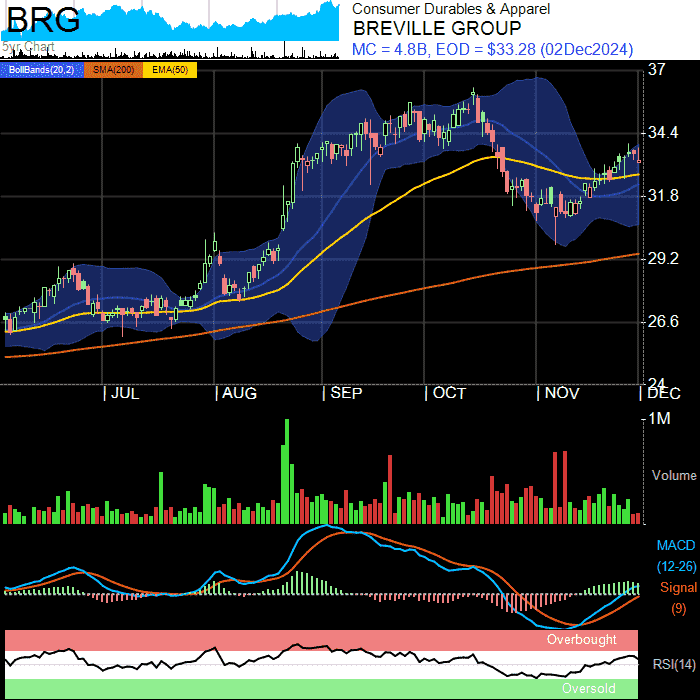 BRG
5yr Chart
Consumer Durables & Apparel
BREVILLE GROUP
MC = 4.8B, EOD = $33.28 (02Dec2024)
BollBands(20,2) SMA(200) EMA(50)
37
34.4
31.8
29.2
26.6
24
JUL AUG SEP OCT NOV DEC
1M
Volume
MACD
(12-26)
Signal
(9)
Overbought
RSI(14)
Oversold